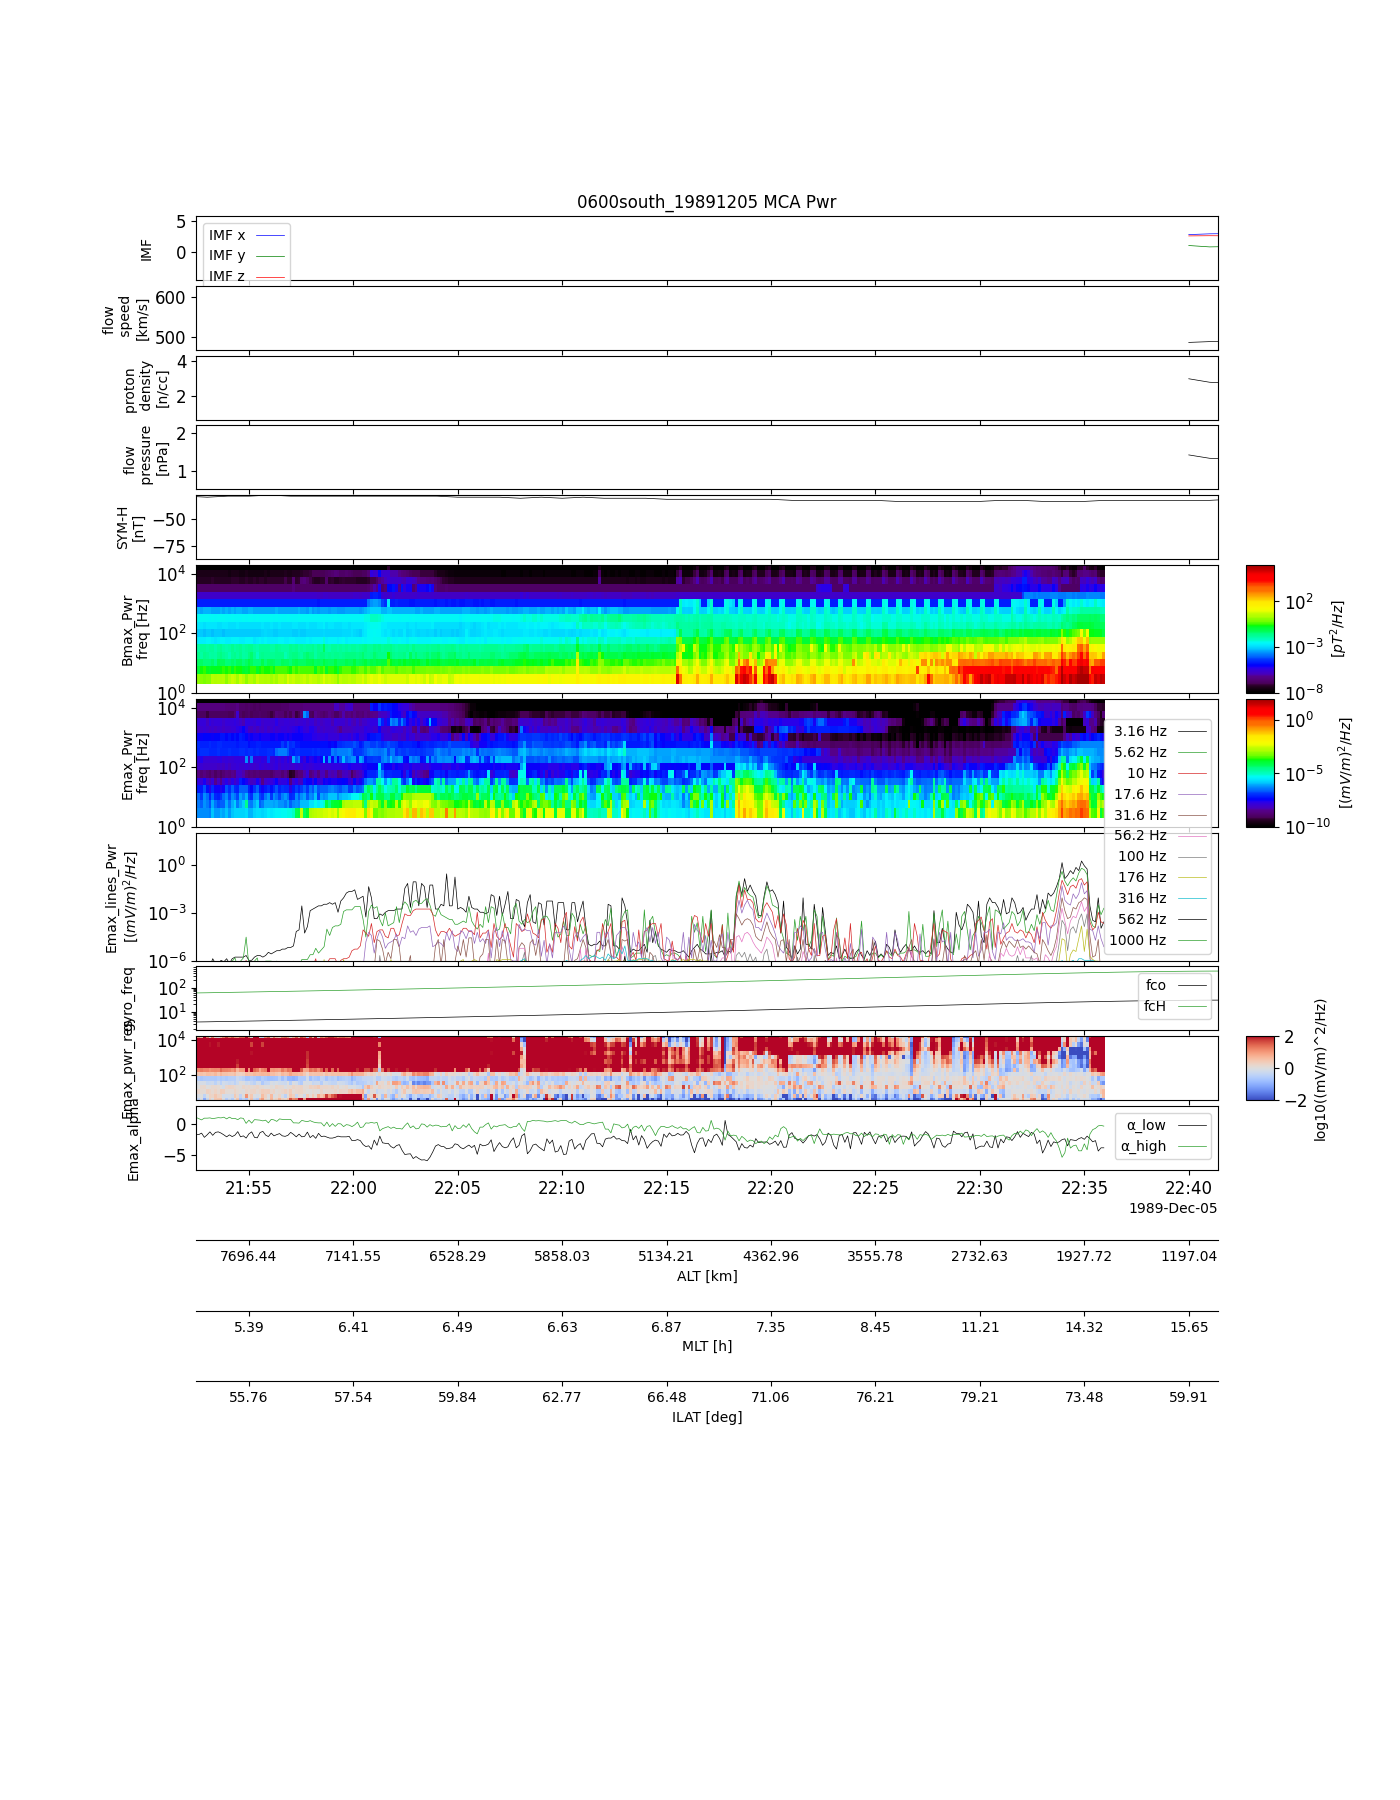 0600south_19891205 MCA Pwr
5
0
IMF
IMF x
IMF y
IMF z
600
500
flow
speed
[km/s]
4
2
proton
density
[n/cc]
2
1
flow
pressure
[nPa]
−50
−75
SYM-H
[nT]
10^4
10^2
10^0
Bmax_Pwr
freq [Hz]
10^2
10^−3
10^−8
[pT^2/Hz]
10^4
10^2
10^0
Emax_Pwr
freq [Hz]
10^0
10^−5
10^−10
[(mV/m)^2/Hz]
3.16 Hz
5.62 Hz
10 Hz
17.6 Hz
31.6 Hz
56.2 Hz
100 Hz
176 Hz
316 Hz
562 Hz
1000 Hz
10^0
10^−3
10^−6
Emax_lines_Pwr
[(mV/m)^2/Hz]
10^2
10^1
gyro_freq
fco
fcH
10^4
10^2
Emax_pwr_res
2
0
−2
log10((mV/m)^2/Hz)
0
−5
Emax_alpha
α_low
α_high
21:55 22:00 22:05 22:10 22:15 22:20 22:25 22:30 22:35 22:40
1989-Dec-05
7696.44 7141.55 6528.29 5858.03 5134.21 4362.96 3555.78 2732.63 1927.72 1197.04
ALT [km]
5.39 6.41 6.49 6.63 6.87 7.35 8.45 11.21 14.32 15.65
MLT [h]
55.76 57.54 59.84 62.77 66.48 71.06 76.21 79.21 73.48 59.91
ILAT [deg]